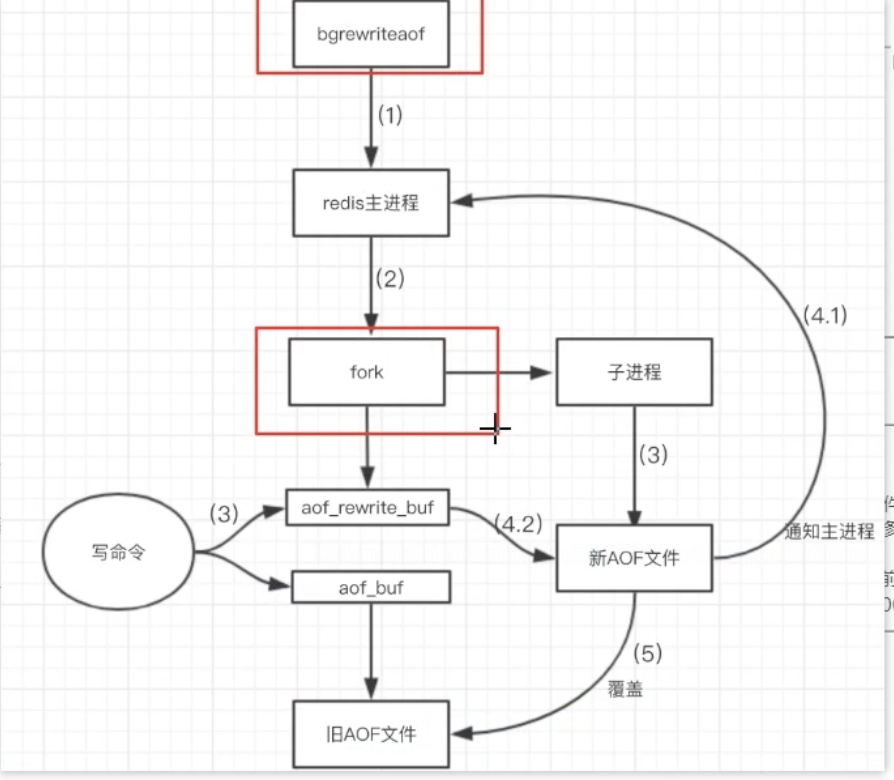 bgrewriteaof
(1)
redis主进程
(2)
(4.1)
fork
子进程
(3)
aof_rewrite_buf
(3)
(4.2)
通知主进程
写命令
新AOF文件
aof_buf
(5)
覆盖
旧AOF文件